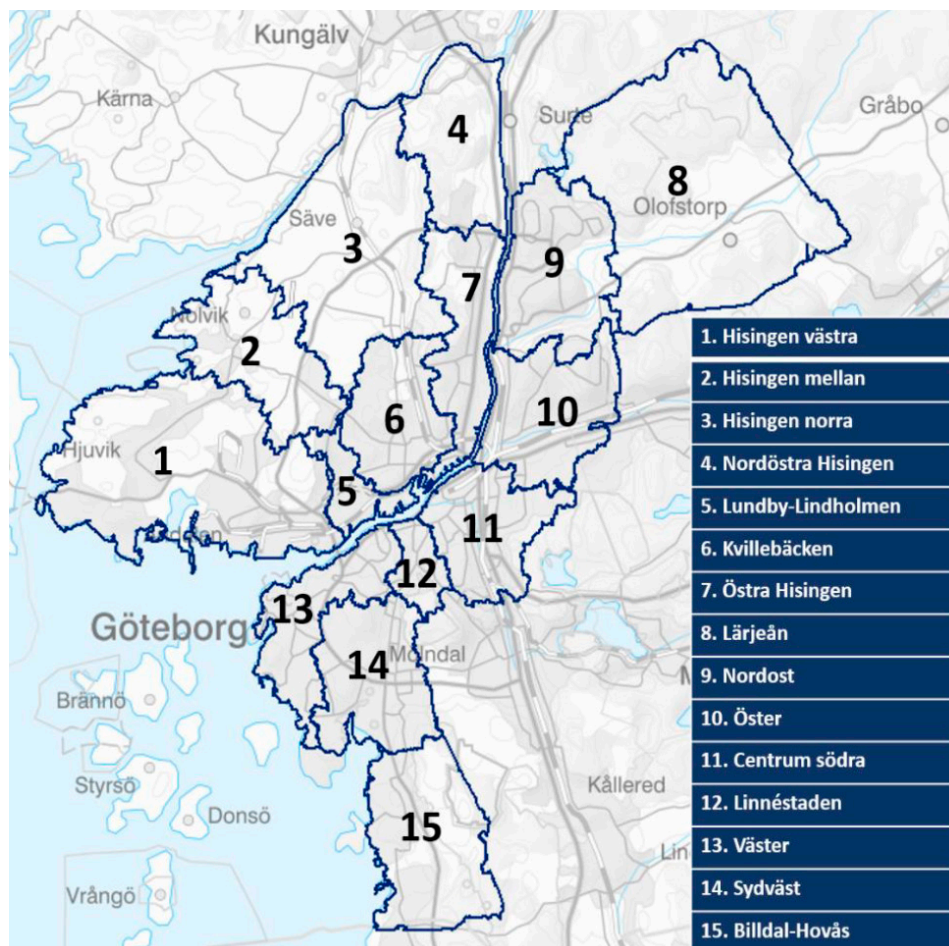 Kungälv
Kärna
4
Surte
Gråbo
8
Olofstorp
Säve
3
9
7
Nolvik
2
6
10
Hjuvik
1
5
11
12
13
Göteborg
14
Mölndal
Brännö
Styrsö
Donsö
Kållered
15
Vrångö
1. Hisingen västra
2. Hisingen mellan
3. Hisingen norra
4. Nordöstra Hisingen
5. Lundby-Lindholmen
6. Kvillebäcken
7. Östra Hisingen
8. Lärjeån
9. Nordost
10. Öster
11. Centrum södra
12. Linnéstaden
13. Väster
14. Sydväst
15. Billdal-Hovås